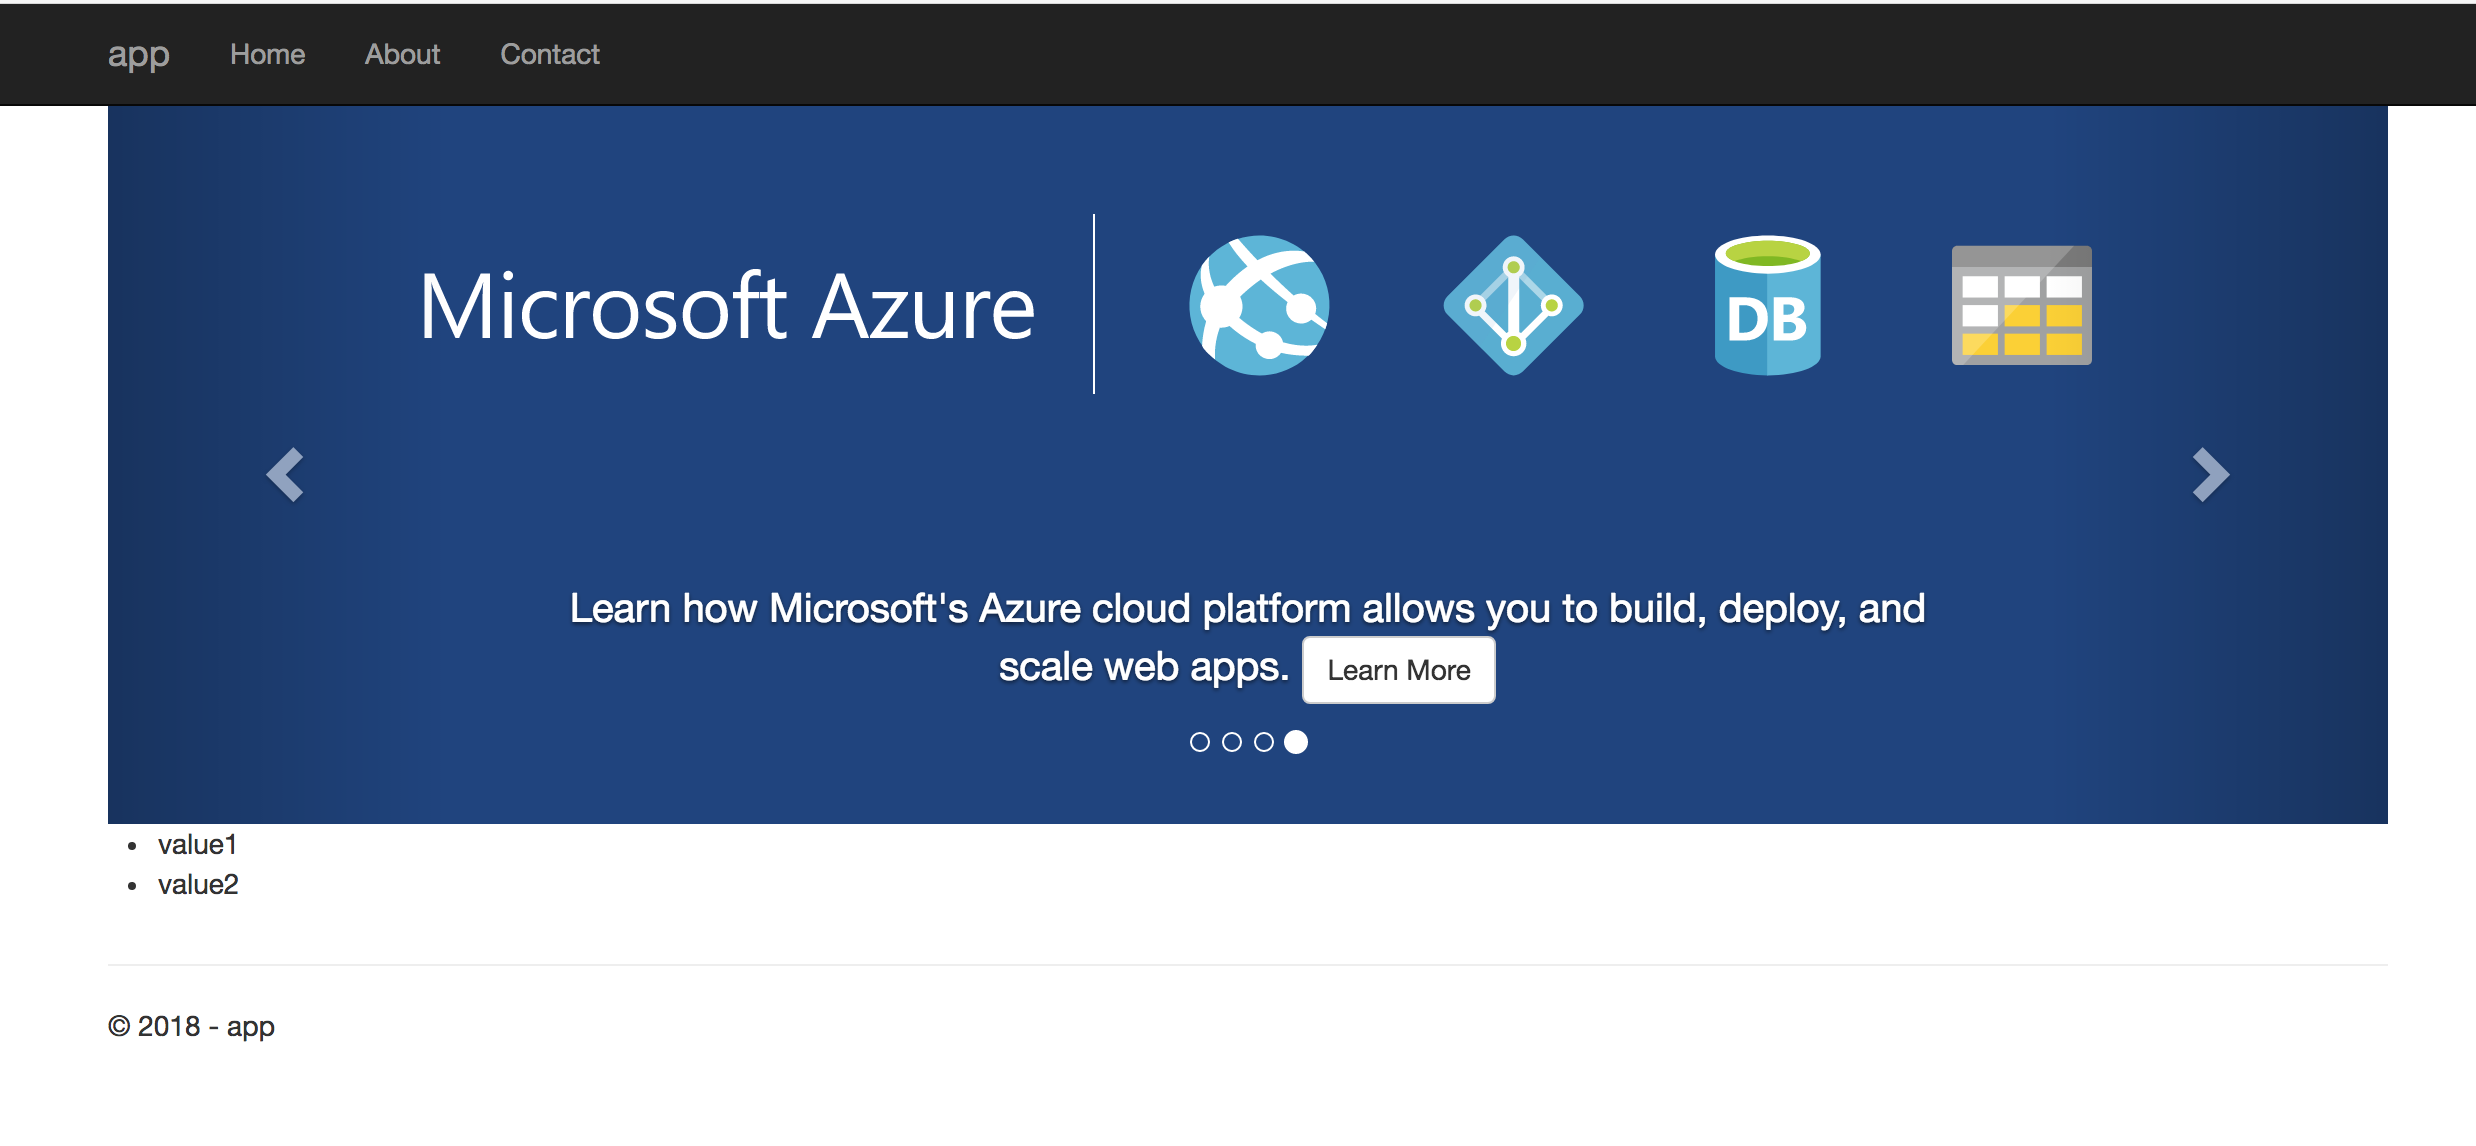 app Home About Contact
Microsoft Azure
DB
Learn how Microsoft's Azure cloud platform allows you to build, deploy, and
scale web apps. Learn More
value1
value2
© 2018 - app